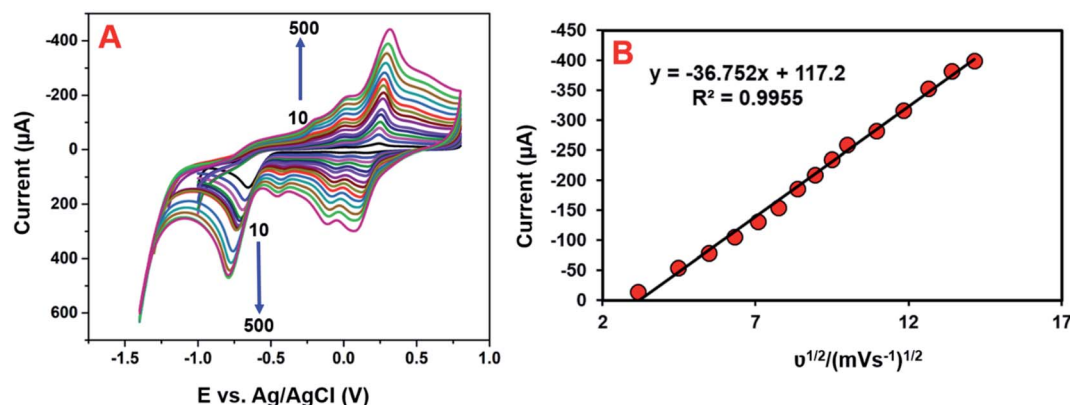 A
500
10
10
500
-400
-200
0
200
400
600
Current (µA)
-1.5 -1.0 -0.5 0.0 0.5 1.0
E vs. Ag/AgCl (V)
B
y = -36.752x + 117.2
R² = 0.9955
-450
-400
-350
-300
-250
-200
-150
-100
-50
0
Current (µA)
2 7 12 17
υ¹/²/(mVs⁻¹)¹/²